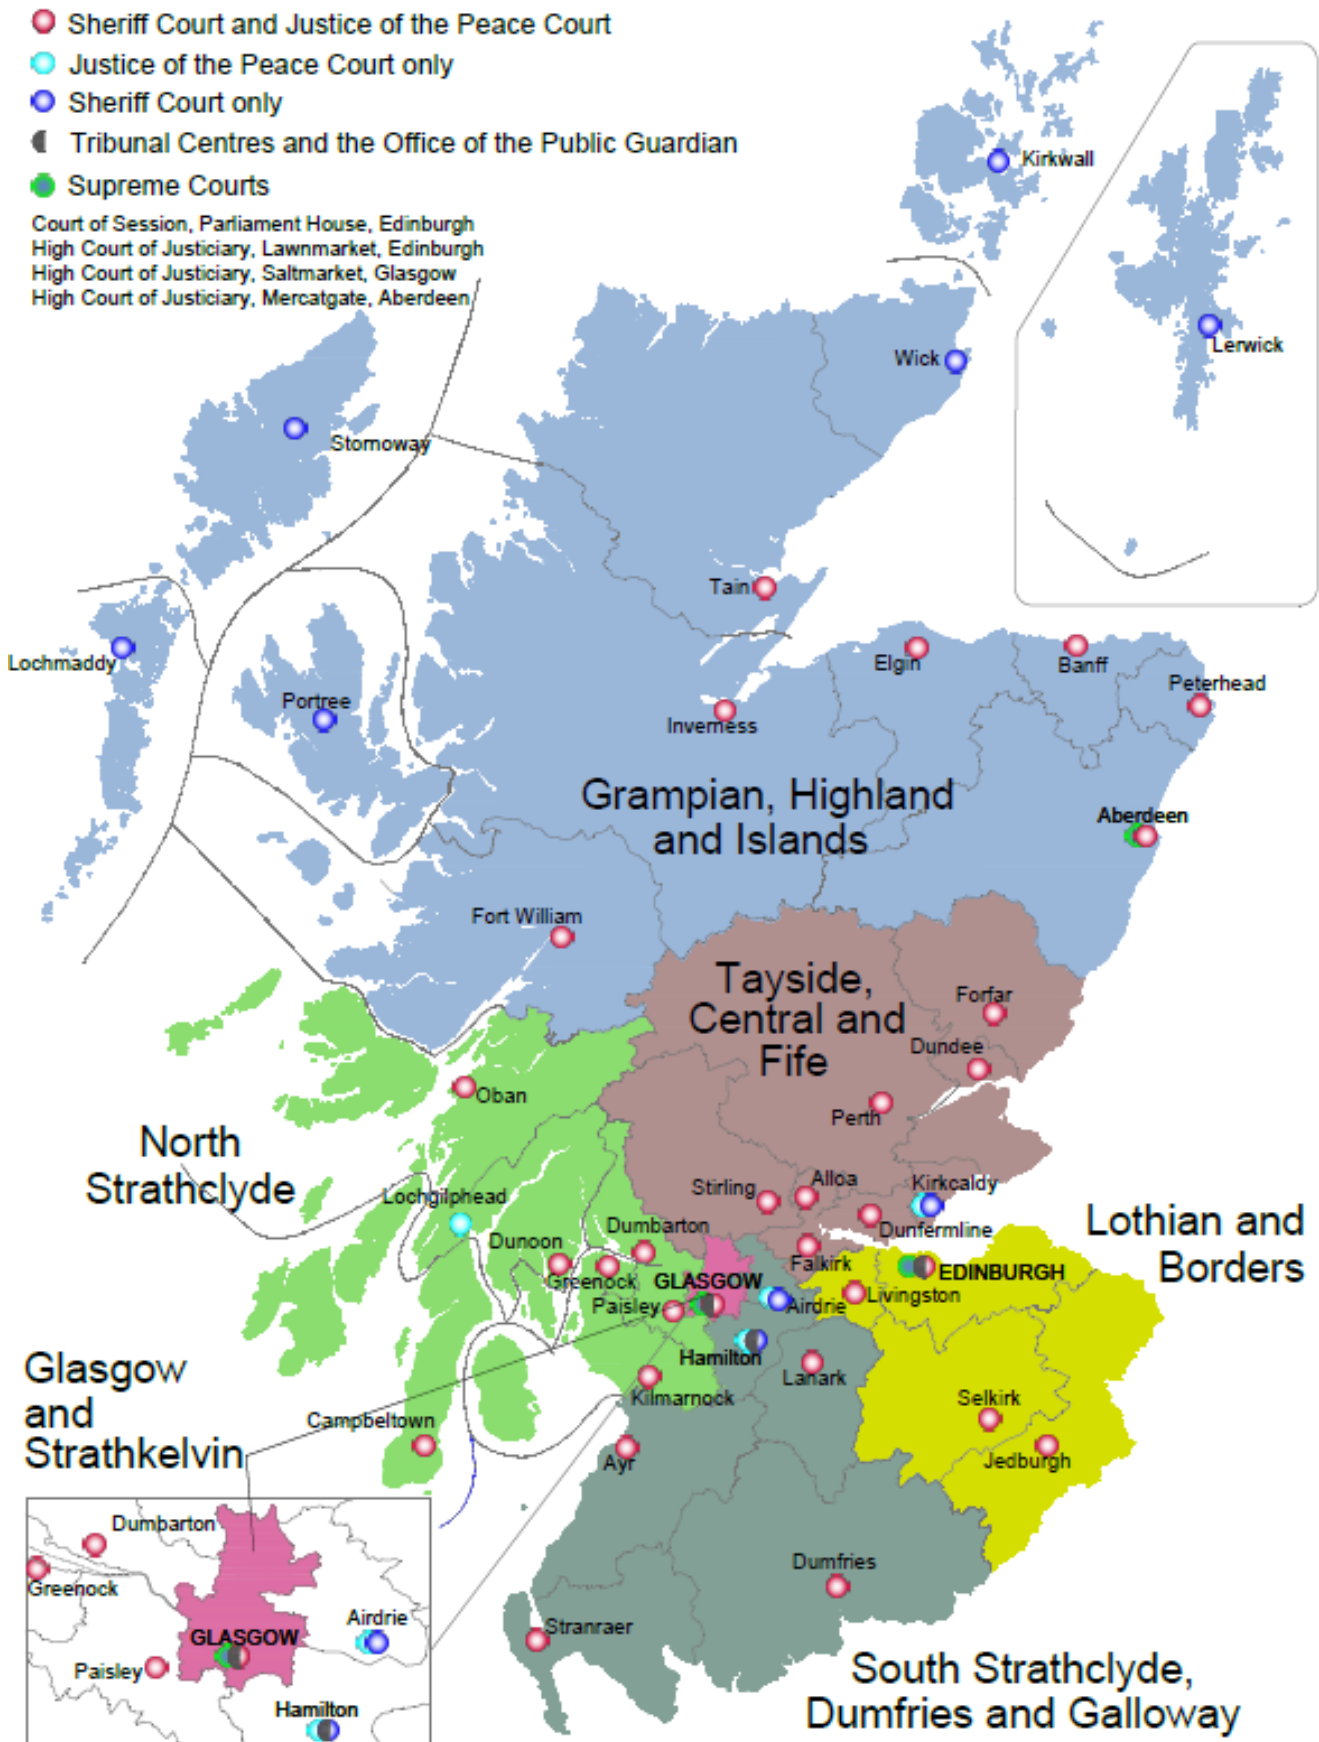 Sheriff Court and Justice of the Peace Court
Justice of the Peace Court only
Sheriff Court only
Tribunal Centres and the Office of the Public Guardian
Supreme Courts
Court of Session, Parliament House, Edinburgh
High Court of Justiciary, Lawnmarket, Edinburgh
High Court of Justiciary, Saltmarket, Glasgow
High Court of Justiciary, Mercatgate, Aberdeen
Kirkwall
Lerwick
Wick
Stornoway
Tain
Lochmaddy
Portree
Elgin
Banff
Peterhead
Inverness
Grampian, Highland
and Islands
Aberdeen
Fort William
Tayside,
Central and
Fife
Forfar
Dundee
Perth
Oban
North
Strathclyde
Lochgilphead
Stirling
Alloa
Kirkcaldy
Dunfermline
Lothian and
Borders
Dunoon
Dumbarton
Greenock
Falkirk
GLASGOW
EDINBURGH
Paisley
Airdrie
Livingston
Hamilton
Lanark
Kilmarnock
Glasgow
and
Strathkelvin
Campbeltown
Selkirk
Jedburgh
Ayr
Dumfries
Stranraer
South Strathclyde,
Dumfries and Galloway
Dumbarton
Greenock
Airdrie
GLASGOW
Paisley
Hamilton